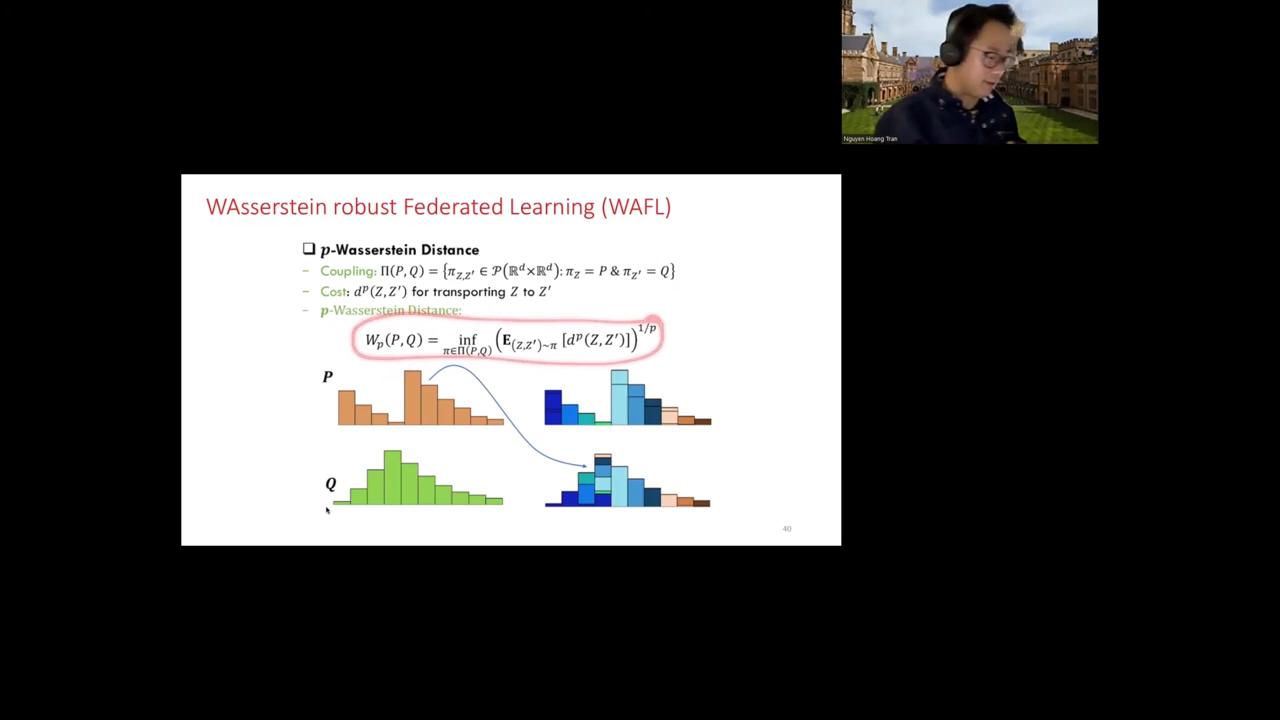 Nguyen Hoang Tran
WAsserstein robust Federated Learning (WAFL)
❑ p-Wasserstein Distance
− Coupling: Π(P, Q) = {π_{Z,Z′} ∈ 𝒫(ℝ^d×ℝ^d): π_Z = P & π_{Z′} = Q}
− Cost: d^p(Z, Z′) for transporting Z to Z′
− p-Wasserstein Distance:
W_p(P, Q) = inf_{π∈Π(P,Q)} (E_{(Z,Z′)~π} [d^p(Z, Z′)])^{1/p}
P
Q
40